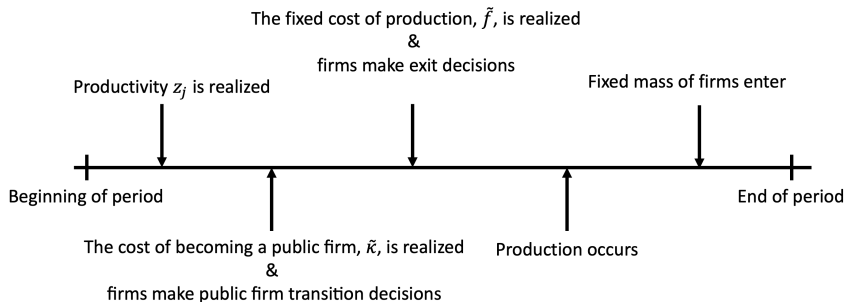 The fixed cost of production, f̃, is realized
&
firms make exit decisions
Productivity zⱼ is realized
Fixed mass of firms enter
Beginning of period
End of period
The cost of becoming a public firm, κ̃, is realized
&
firms make public firm transition decisions
Production occurs